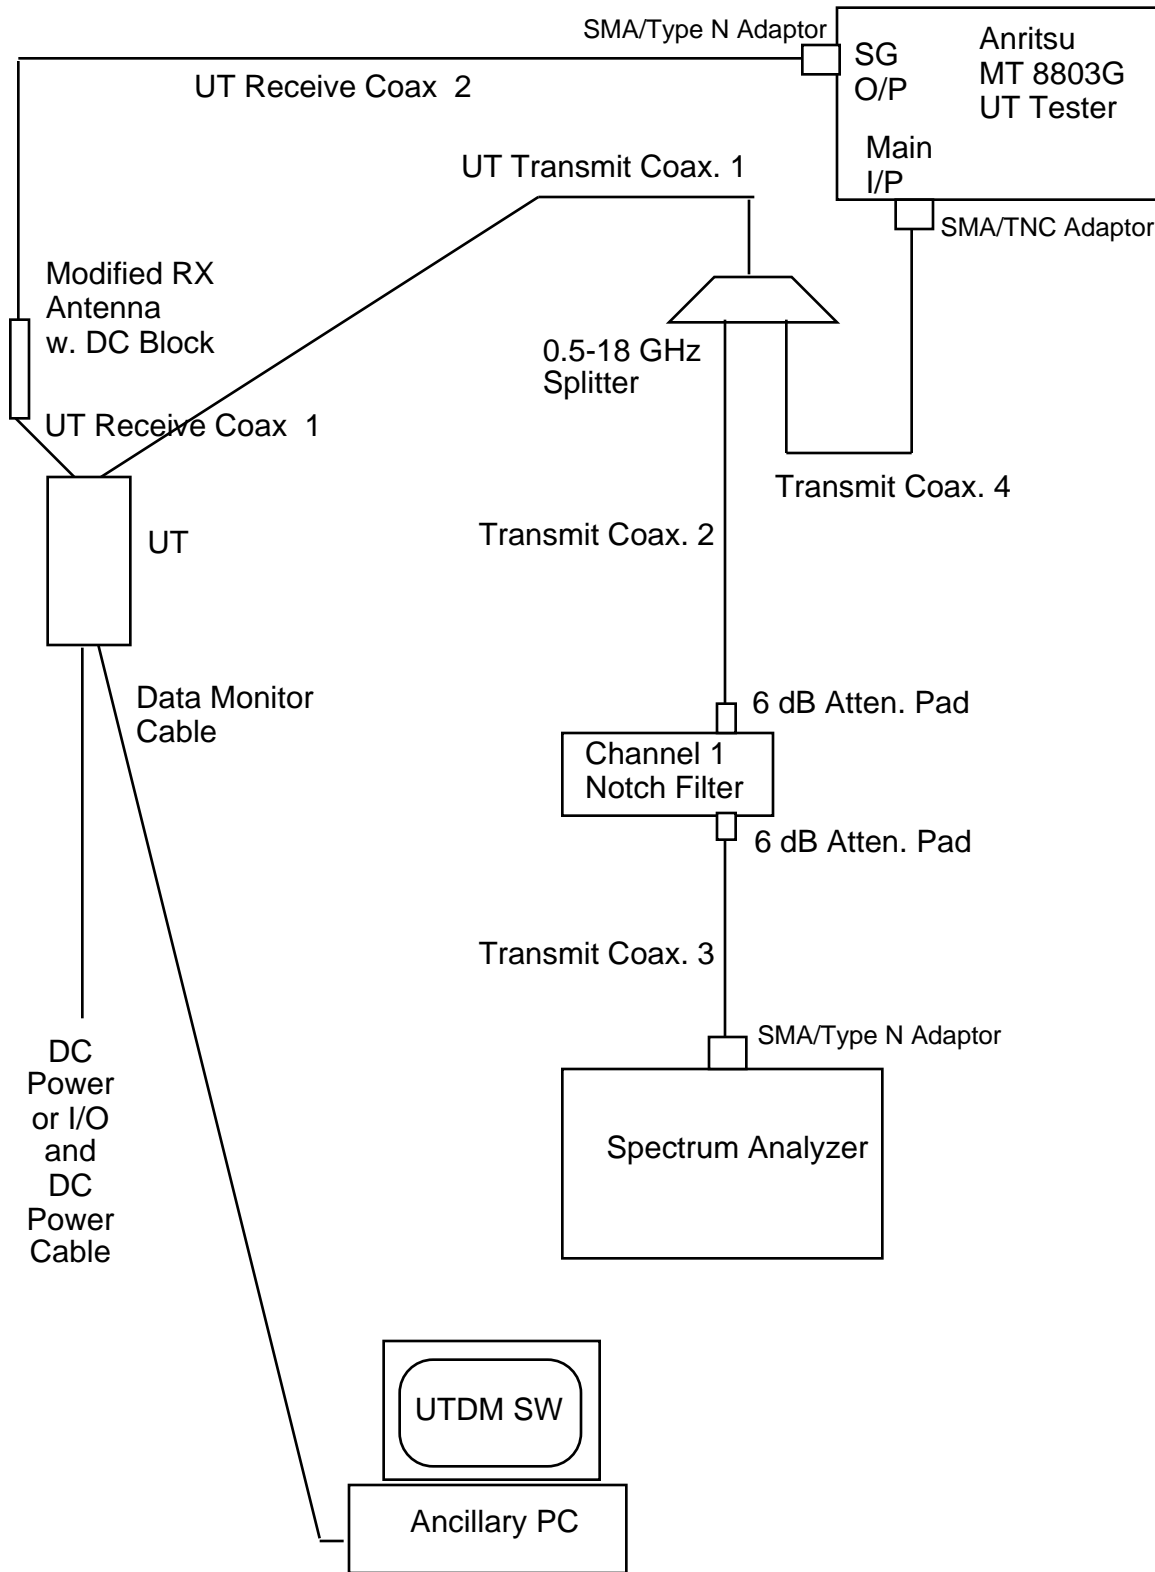 SMA/Type N Adaptor
SG
O/P
Anritsu
MT 8803G
UT Tester
UT Receive Coax  2
Main
I/P
UT Transmit Coax. 1
SMA/TNC Adaptor
Modified RX
Antenna
w. DC Block
0.5-18 GHz
Splitter
UT Receive Coax  1
Transmit Coax. 4
Transmit Coax. 2
UT
Data Monitor
Cable
6 dB Atten. Pad
Channel 1
Notch Filter
6 dB Atten. Pad
Transmit Coax. 3
SMA/Type N Adaptor
DC
Power
or I/O
and
DC
Power
Cable
Spectrum Analyzer
UTDM SW
Ancillary PC